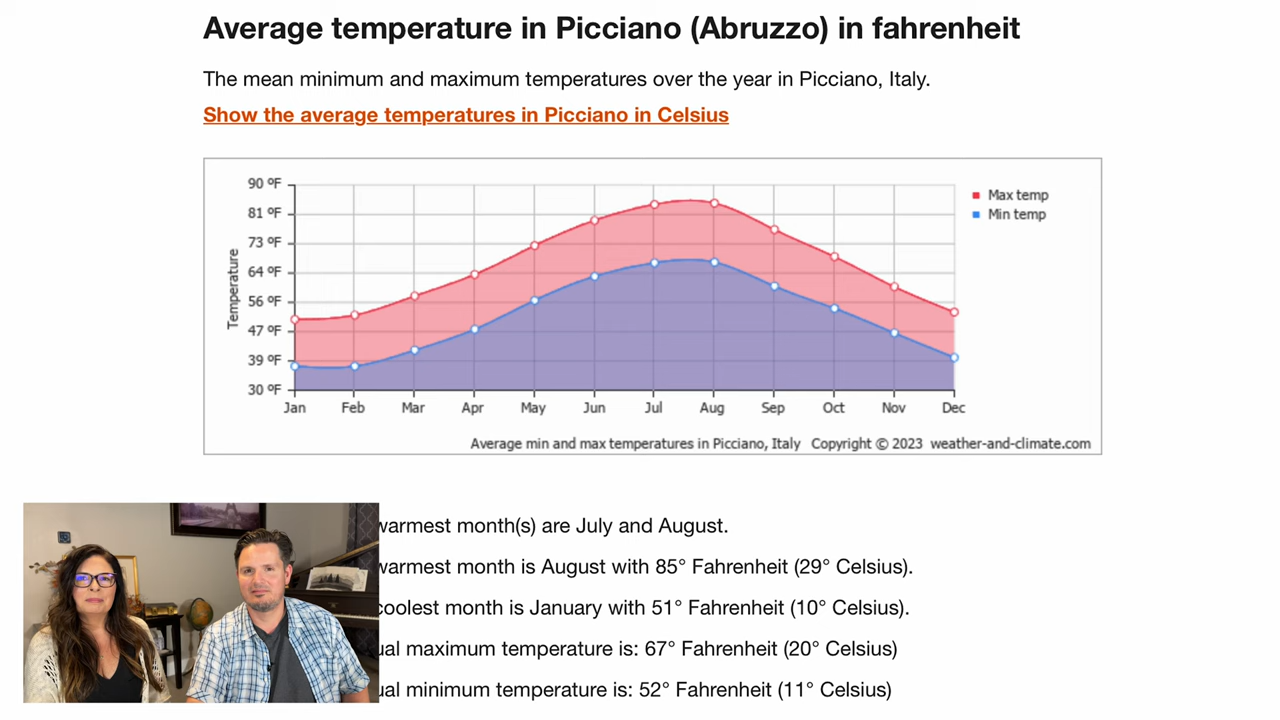 Average temperature in Picciano (Abruzzo) in fahrenheit
The mean minimum and maximum temperatures over the year in Picciano, Italy.
Show the average temperatures in Picciano in Celsius
90 ºF
81 ºF
73 ºF
64 ºF
56 ºF
47 ºF
39 ºF
30 ºF
Temperature
Max temp
Min temp
Jan Feb Mar Apr May Jun Jul Aug Sep Oct Nov Dec
Average min and max temperatures in Picciano, Italy Copyright © 2023 weather-and-climate.com
warmest month(s) are July and August.
warmest month is August with 85° Fahrenheit (29° Celsius).
coolest month is January with 51° Fahrenheit (10° Celsius).
ual maximum temperature is: 67° Fahrenheit (20° Celsius)
ual minimum temperature is: 52° Fahrenheit (11° Celsius)